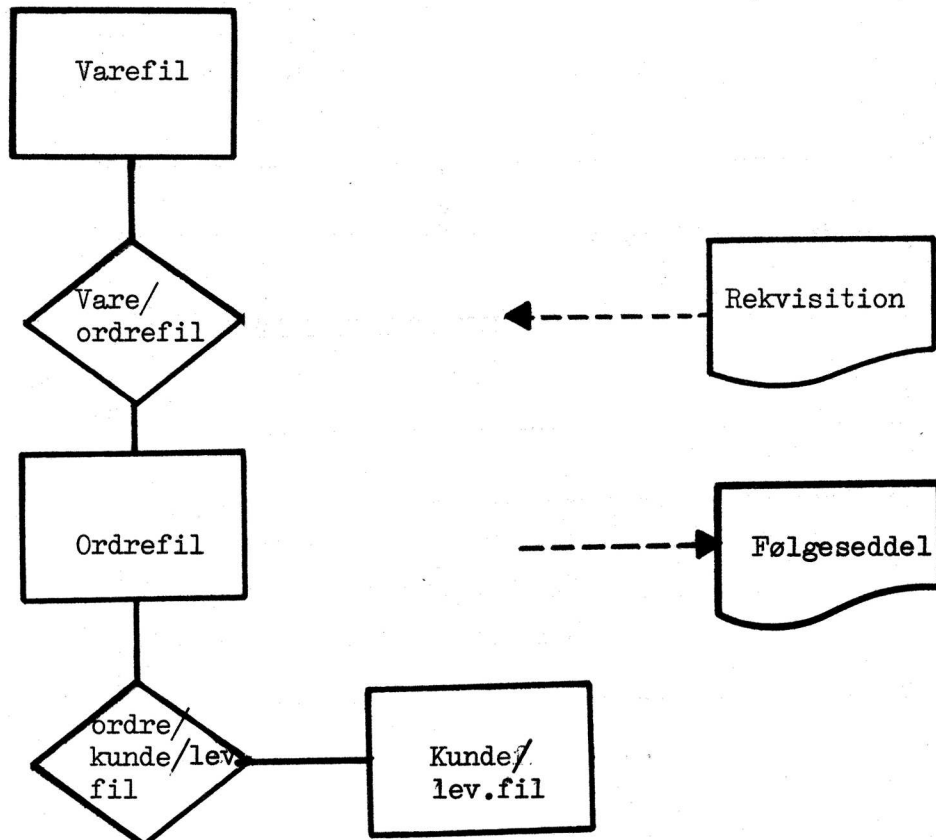 Varefil
Vare/
ordrefil
Rekvisition
Ordrefil
Følgeseddel
ordre/
kunde/lev
fil
Kunde/
lev.fil